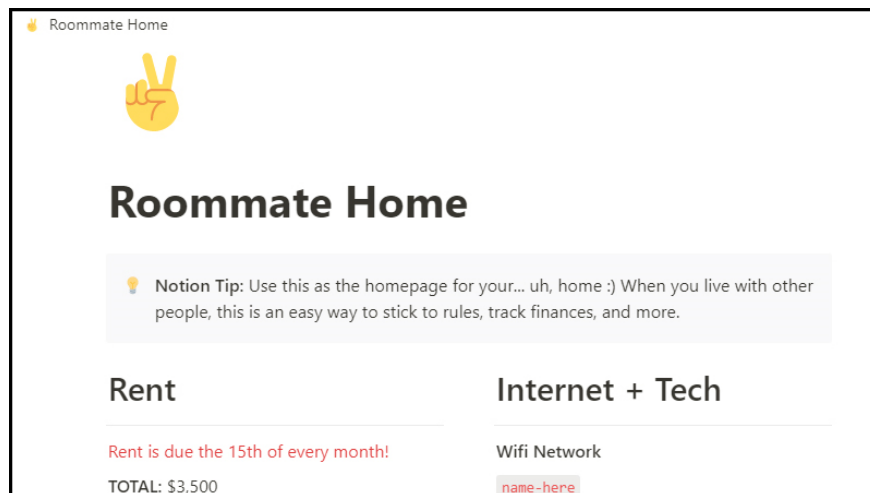 Roommate Home
Roommate Home
Notion Tip: Use this as the homepage for your... uh, home :) When you live with other
people, this is an easy way to stick to rules, track finances, and more.
Rent
Rent is due the 15th of every month!
TOTAL: $3,500
Internet + Tech
Wifi Network
name-here